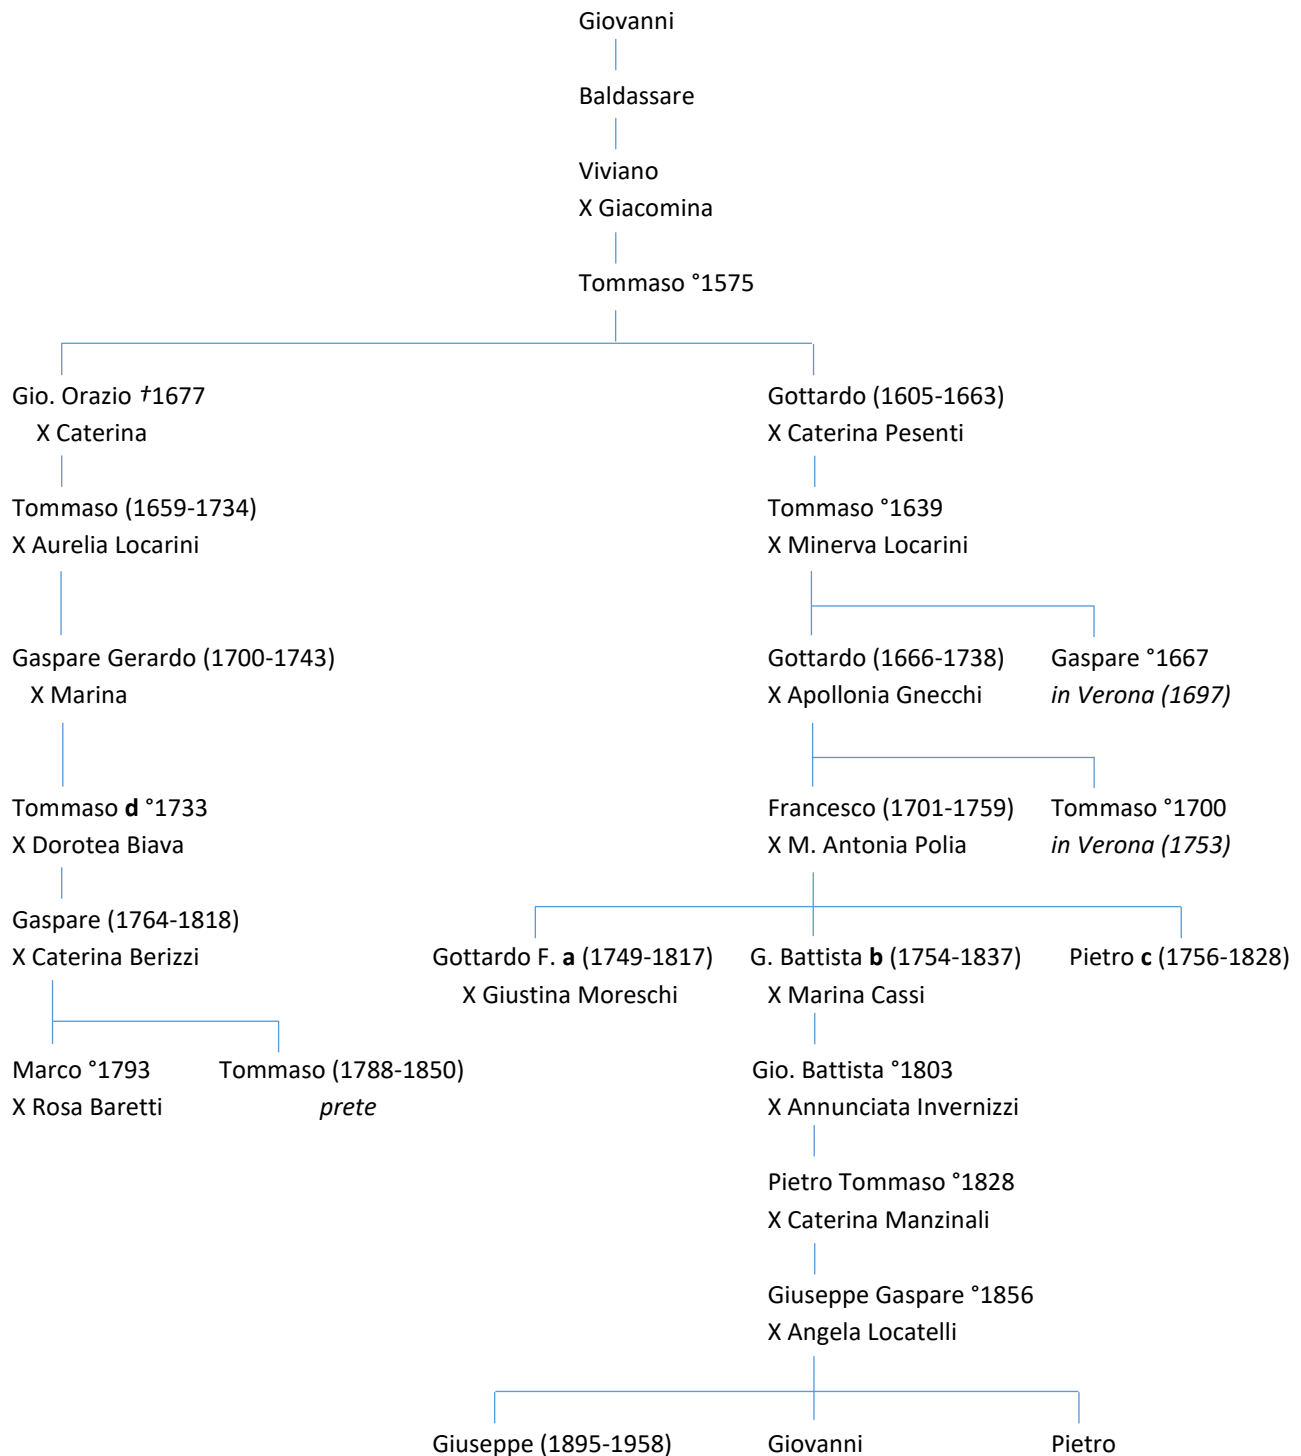 Giovanni
Baldassare
Viviano
X Giacomina
Tommaso °1575
Gio. Orazio †1677
X Caterina
Gottardo (1605-1663)
X Caterina Pesenti
Tommaso (1659-1734)
X Aurelia Locarini
Tommaso °1639
X Minerva Locarini
Gaspare Gerardo (1700-1743)
X Marina
Gottardo (1666-1738)
X Apollonia Gnecchi
Gaspare °1667
in Verona (1697)
Tommaso d °1733
X Dorotea Biava
Francesco (1701-1759)
X M. Antonia Polia
Tommaso °1700
in Verona (1753)
Gaspare (1764-1818)
X Caterina Berizzi
Gottardo F. a (1749-1817)
X Giustina Moreschi
G. Battista b (1754-1837)
X Marina Cassi
Pietro c (1756-1828)
Marco °1793
X Rosa Baretti
Tommaso (1788-1850)
prete
Gio. Battista °1803
X Annunciata Invernizzi
Pietro Tommaso °1828
X Caterina Manzinali
Giuseppe Gaspare °1856
X Angela Locatelli
Giuseppe (1895-1958)
Giovanni
Pietro